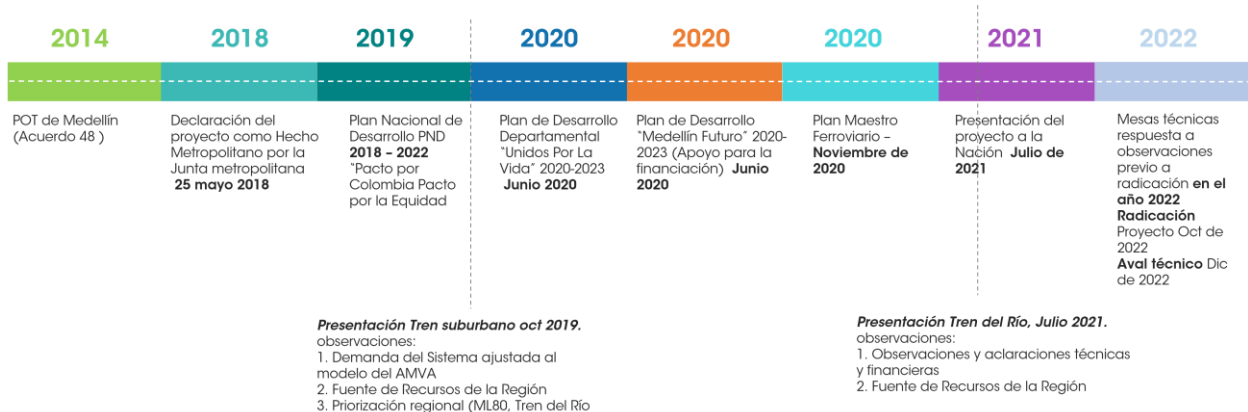 2014
2018
2019
2020
2020
2020
2021
2022
POT de Medellín
(Acuerdo 48 )
Declaración del
proyecto como Hecho
Metropolitano por la
Junta metropolitana
25 mayo 2018
Plan Nacional de
Desarrollo PND
2018 – 2022
“Pacto por
Colombia Pacto
por la Equidad
Plan de Desarrollo
Departamental
“Unidos Por La
Vida” 2020-2023
Junio 2020
Plan de Desarrollo
“Medellín Futuro” 2020-
2023 (Apoyo para la
financiación) Junio
2020
Plan Maestro
Ferroviario –
Noviembre de
2020
Presentación del
proyecto a la
Nación Julio de
2021
Mesas técnicas
respuesta a
observaciones
previo a
radicación en el
año 2022
Radicación
Proyecto Oct de
2022
Aval técnico Dic
de 2022
Presentación Tren suburbano oct 2019.
observaciones:
1. Demanda del Sistema ajustada al
modelo del AMVA
2. Fuente de Recursos de la Región
3. Priorización regional (ML80, Tren del Río
Presentación Tren del Río, Julio 2021.
observaciones:
1. Observaciones y aclaraciones técnicas
y financieras
2. Fuente de Recursos de la Región